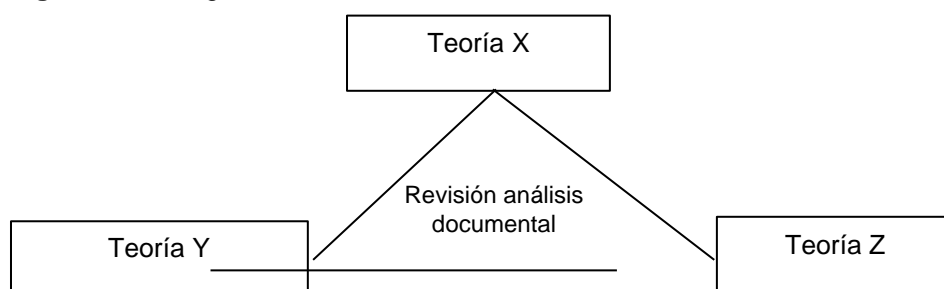 Teoría X
Revisión análisis
documental
Teoría Y
Teoría Z